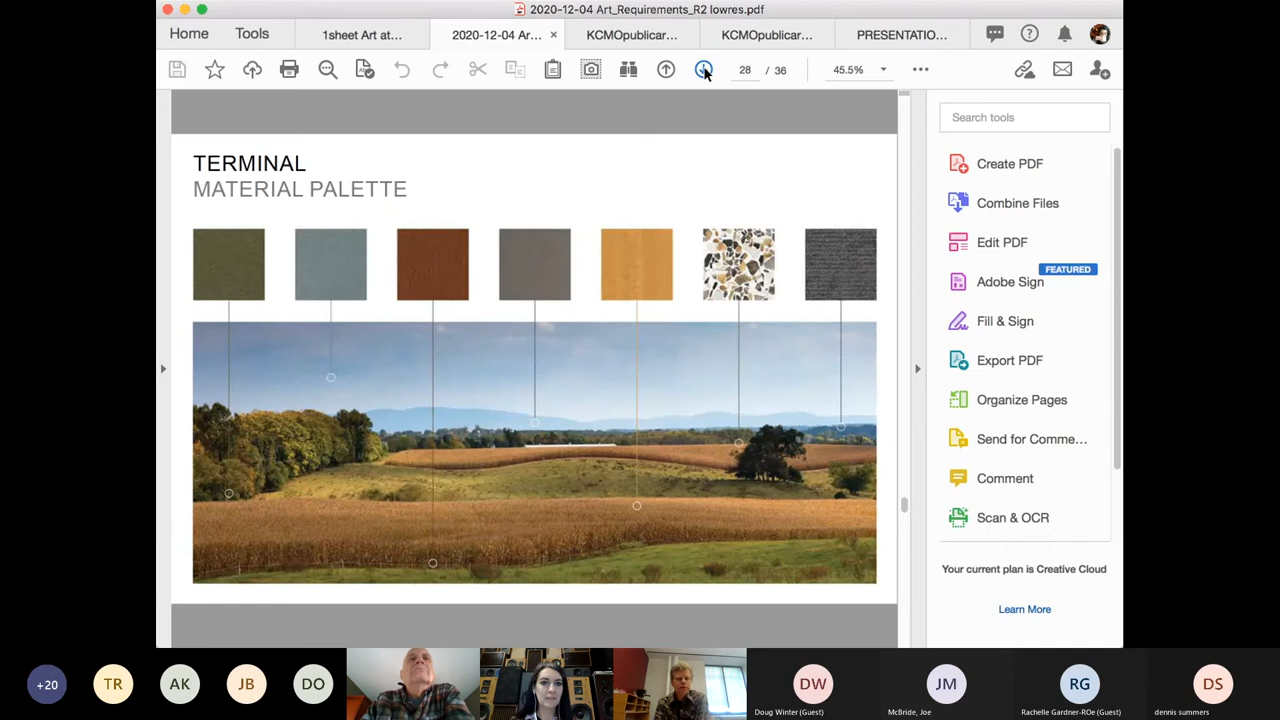 2020-12-04 Art_Requirements_R2 lowres.pdf
Home
Tools
1sheet Art at...
2020-12-04 Ar... ×
KCMOpublicar...
KCMOpublicar...
PRESENTATIO...
28 / 36
45.5%
TERMINAL
MATERIAL PALETTE
Search tools
Create PDF
Combine Files
Edit PDF
FEATURED
Adobe Sign
Fill & Sign
Export PDF
Organize Pages
Send for Comme...
Comment
Scan & OCR
Your current plan is Creative Cloud
Learn More
+20
TR
AK
JB
DO
DW
Doug Winter (Guest)
JM
McBride, Joe
RG
Rachelle Gardner-ROe (Guest)
DS
dennis summers